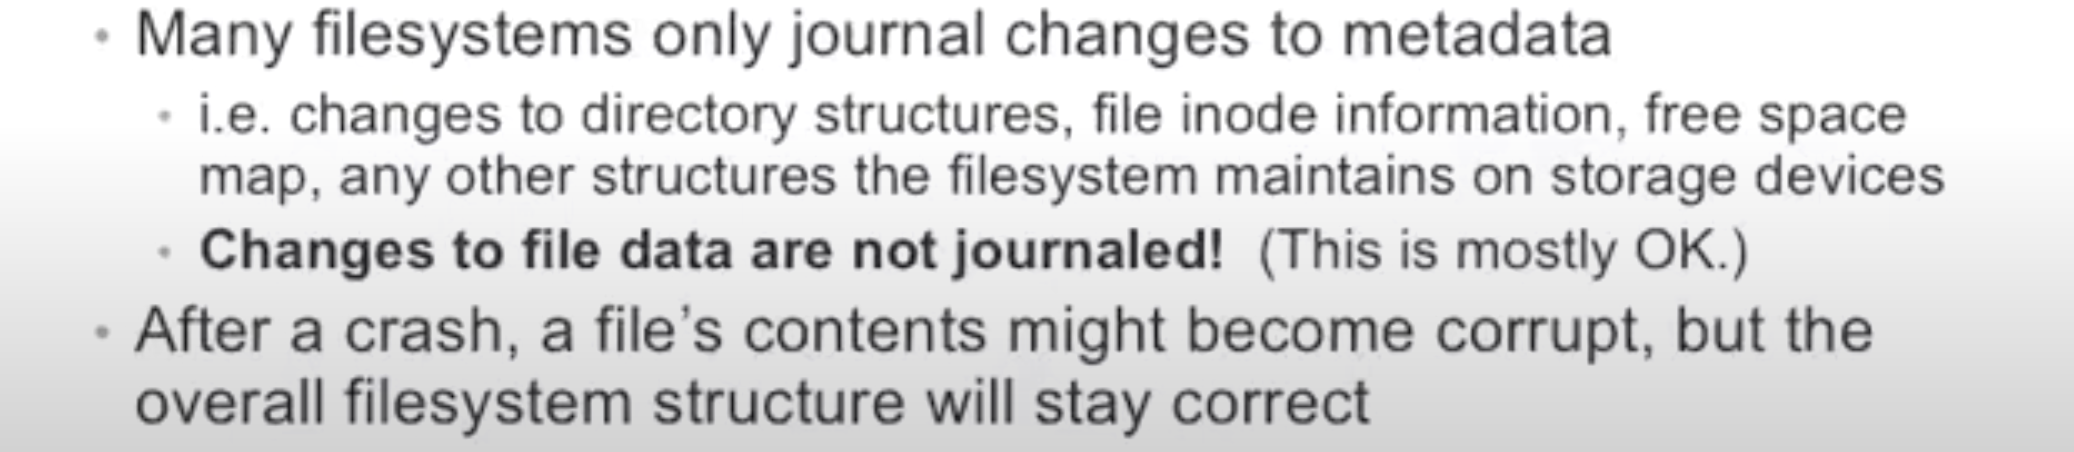 • Many filesystems only journal changes to metadata
• i.e. changes to directory structures, file inode information, free space
map, any other structures the filesystem maintains on storage devices
• Changes to file data are not journaled! (This is mostly OK.)
• After a crash, a file's contents might become corrupt, but the
overall filesystem structure will stay correct